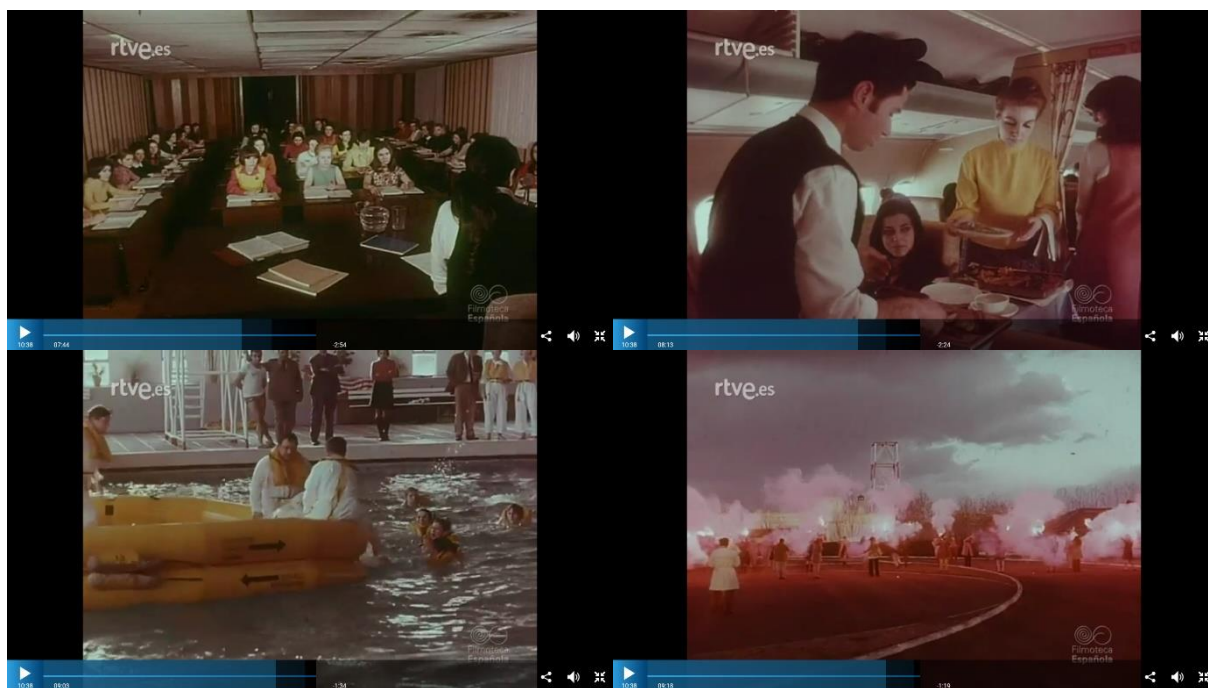 rtve.es
Filmoteca
Española
10:38 07:44 -2:54
rtve.es
Filmoteca
Española
10:38 08:13 -2:24
rtve.es
Filmoteca
Española
10:38 09:03 -1:34
rtve.es
Filmoteca
Española
10:38 09:18 -1:19